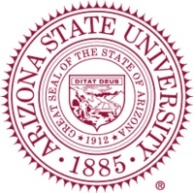 ARIZONA STATE UNIVERSITY
· 1885 ·
GREAT SEAL OF THE STATE OF ARIZONA
DITAT DEUS
· 1912 ·
®